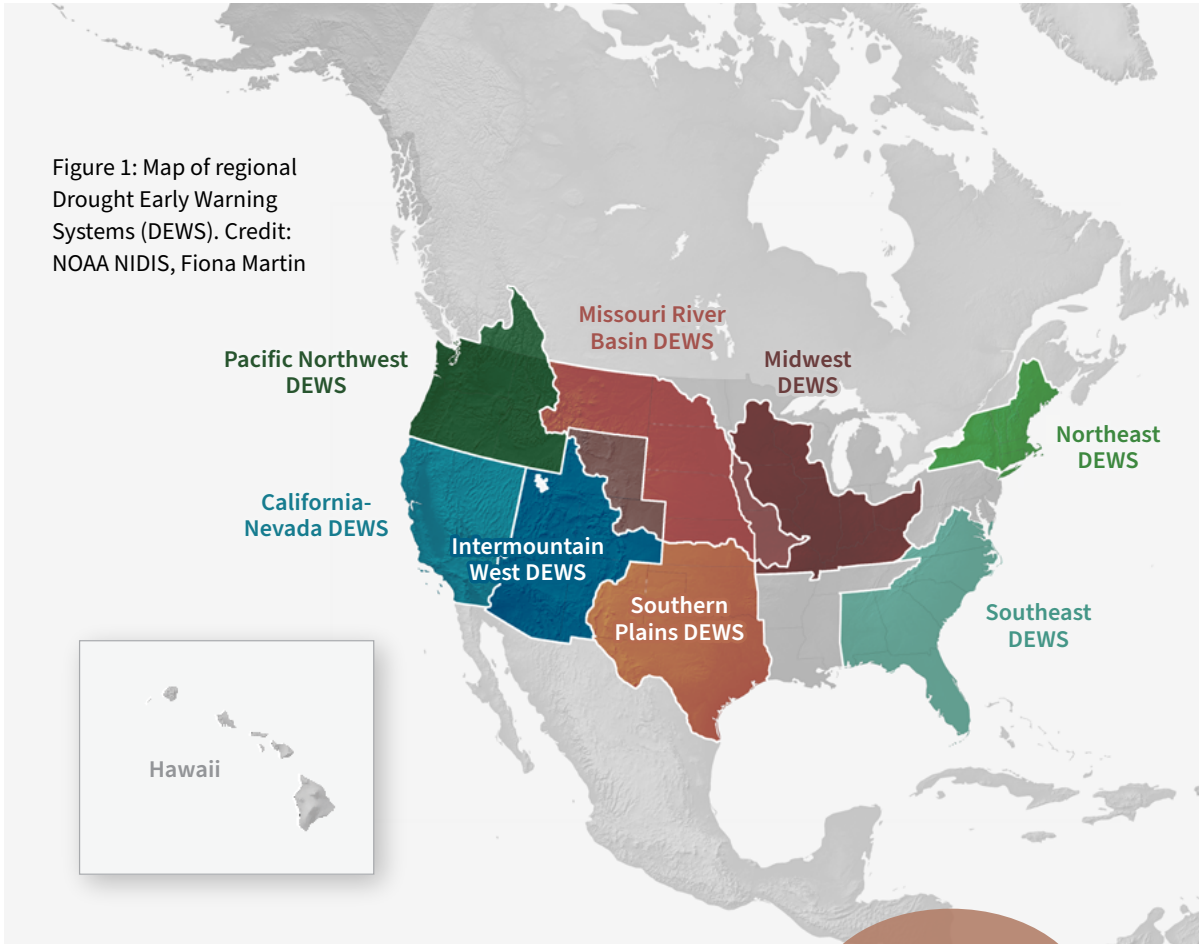 Figure 1: Map of regional
Drought Early Warning
Systems (DEWS). Credit:
NOAA NIDIS, Fiona Martin
Missouri River
Basin DEWS
Pacific Northwest
DEWS
Midwest
DEWS
Northeast
DEWS
California-
Nevada DEWS
Intermountain
West DEWS
Southern
Plains DEWS
Southeast
DEWS
Hawaii